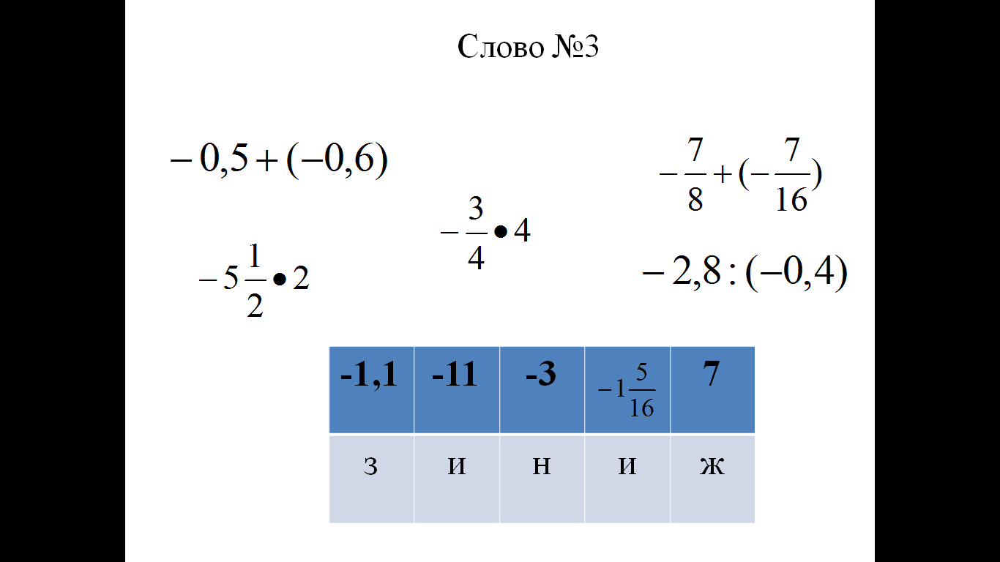 Слово №3
−0,5+(−0,6)
−7/8+(−7/16)
−3/4•4
−5 1/2•2
−2,8:(−0,4)
-1,1 -11 -3 −1 5/16 7
з и н и ж